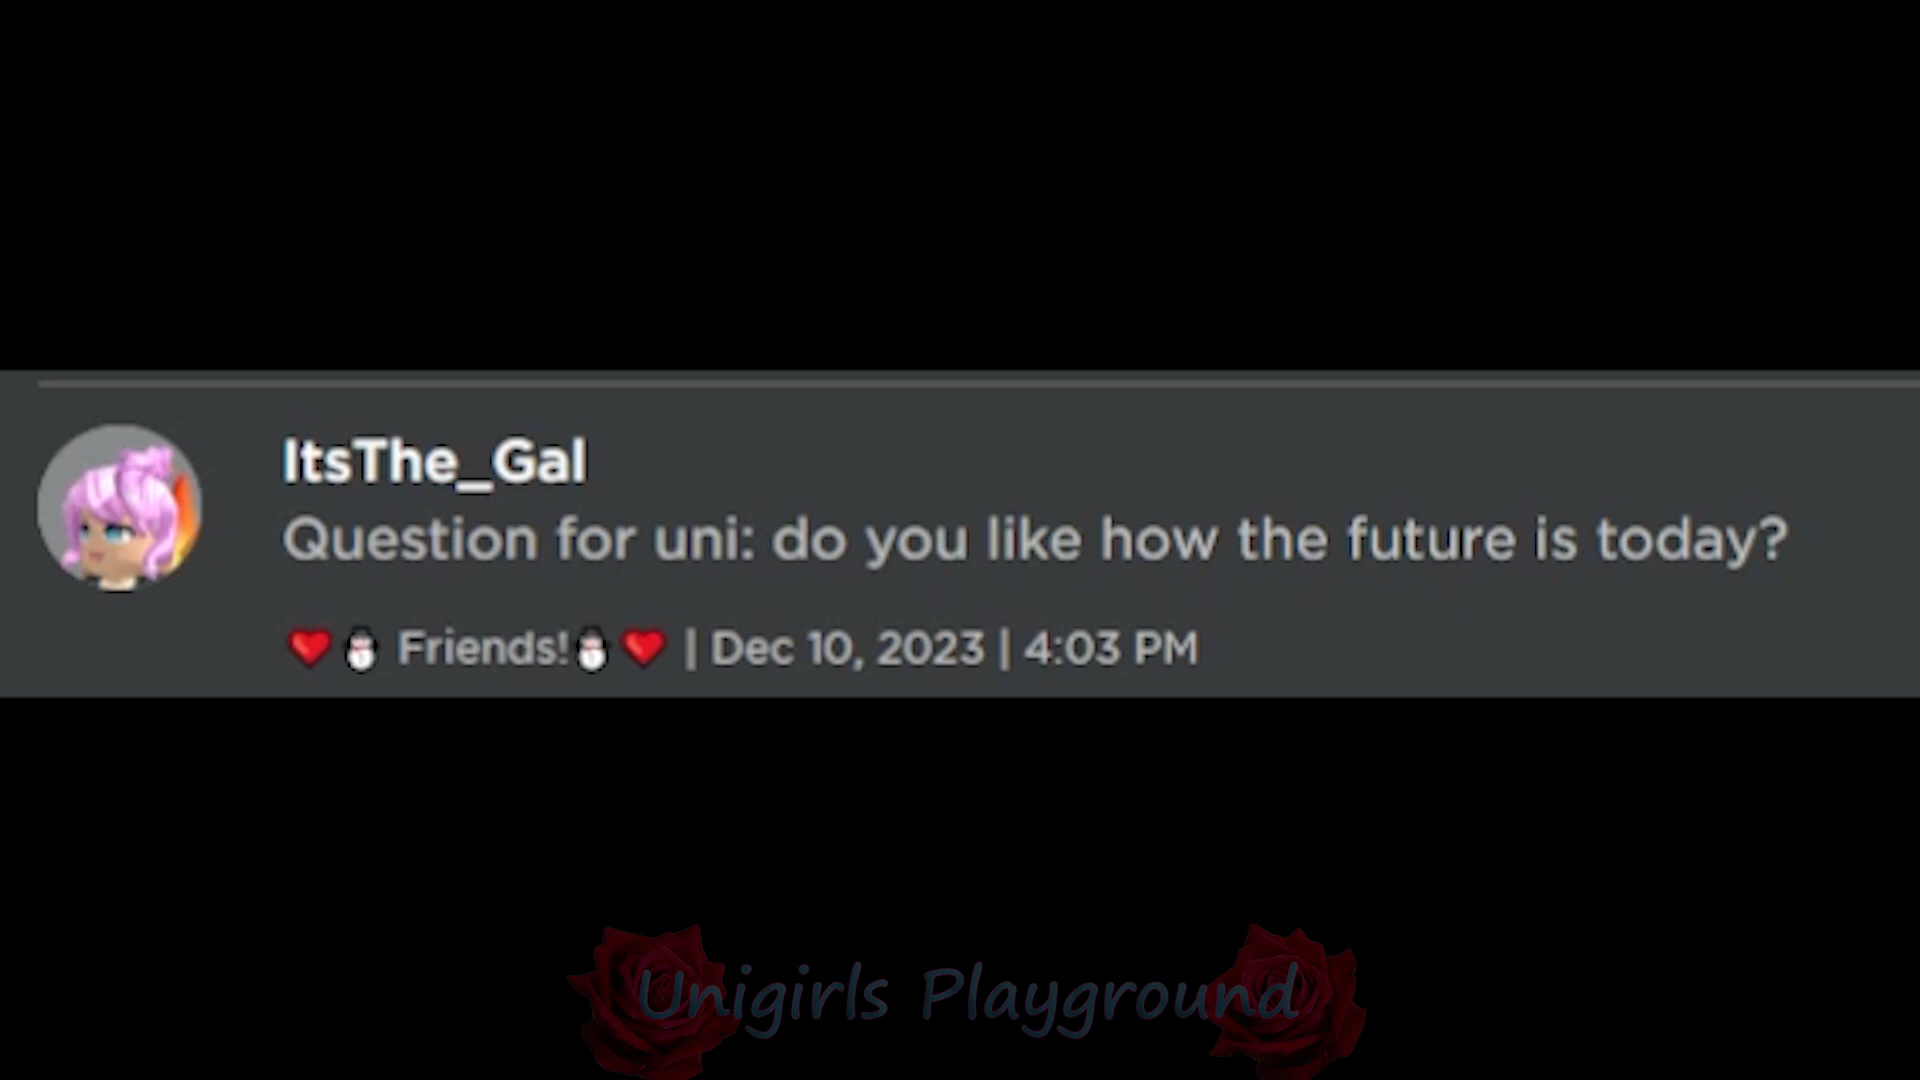 ItsThe_Gal
Question for uni: do you like how the future is today?
❤️⛄ Friends!⛄❤️ | Dec 10, 2023 | 4:03 PM
Unigirls Playground